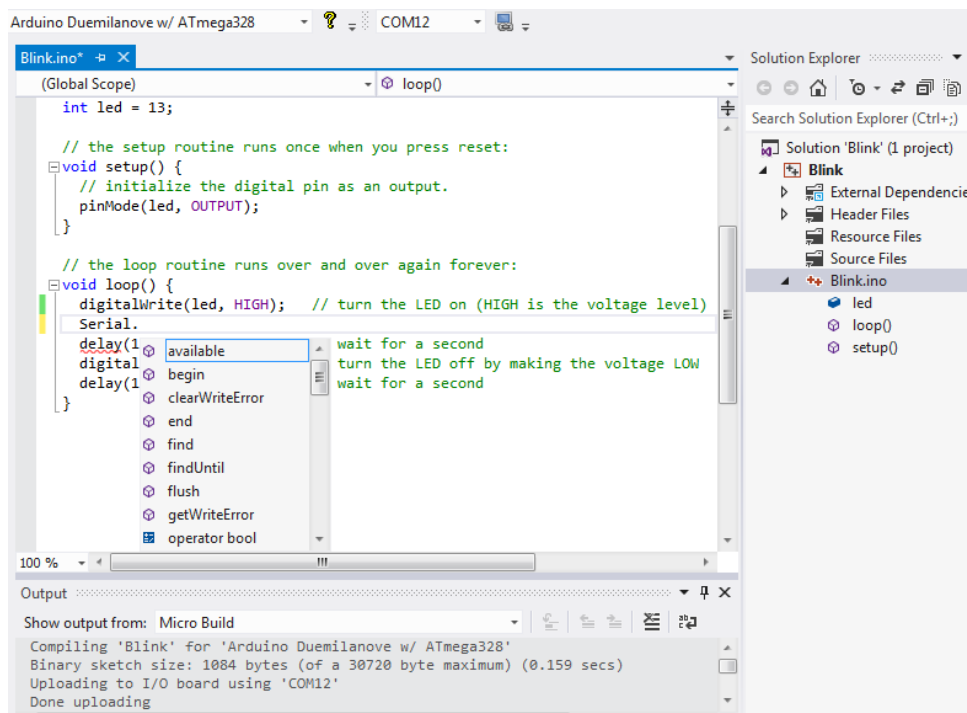 Arduino Duemilanove w/ ATmega328 COM12
Blink.ino*
(Global Scope) loop()
int led = 13;
// the setup routine runs once when you press reset:
void setup() {
// initialize the digital pin as an output.
pinMode(led, OUTPUT);
}
// the loop routine runs over and over again forever:
void loop() {
digitalWrite(led, HIGH); // turn the LED on (HIGH is the voltage level)
Serial.
delay(1 wait for a second
digital turn the LED off by making the voltage LOW
delay(1 wait for a second
}
available
begin
clearWriteError
end
find
findUntil
flush
getWriteError
operator bool
100 %
Output
Show output from: Micro Build
Compiling 'Blink' for 'Arduino Duemilanove w/ ATmega328'
Binary sketch size: 1084 bytes (of a 30720 byte maximum) (0.159 secs)
Uploading to I/O board using 'COM12'
Done uploading
Solution Explorer
Search Solution Explorer (Ctrl+;)
Solution 'Blink' (1 project)
Blink
External Dependencie
Header Files
Resource Files
Source Files
Blink.ino
led
loop()
setup()